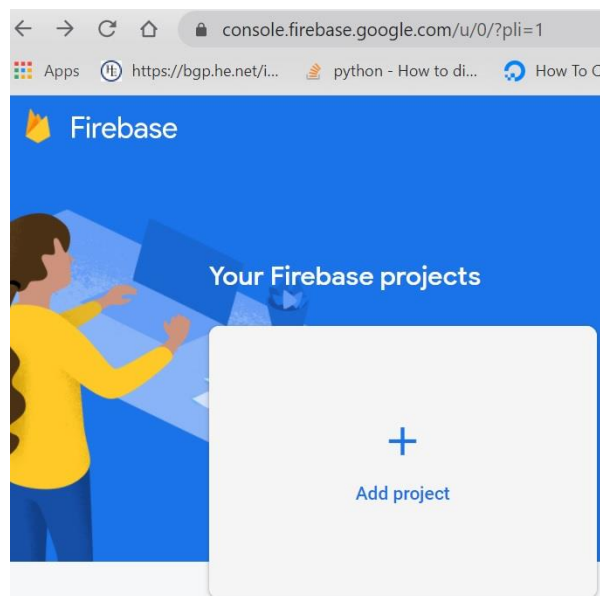 console.firebase.google.com/u/0/?pli=1
Apps https://bgp.he.net/i... python - How to di... How To
Firebase
Your Firebase projects
+
Add project